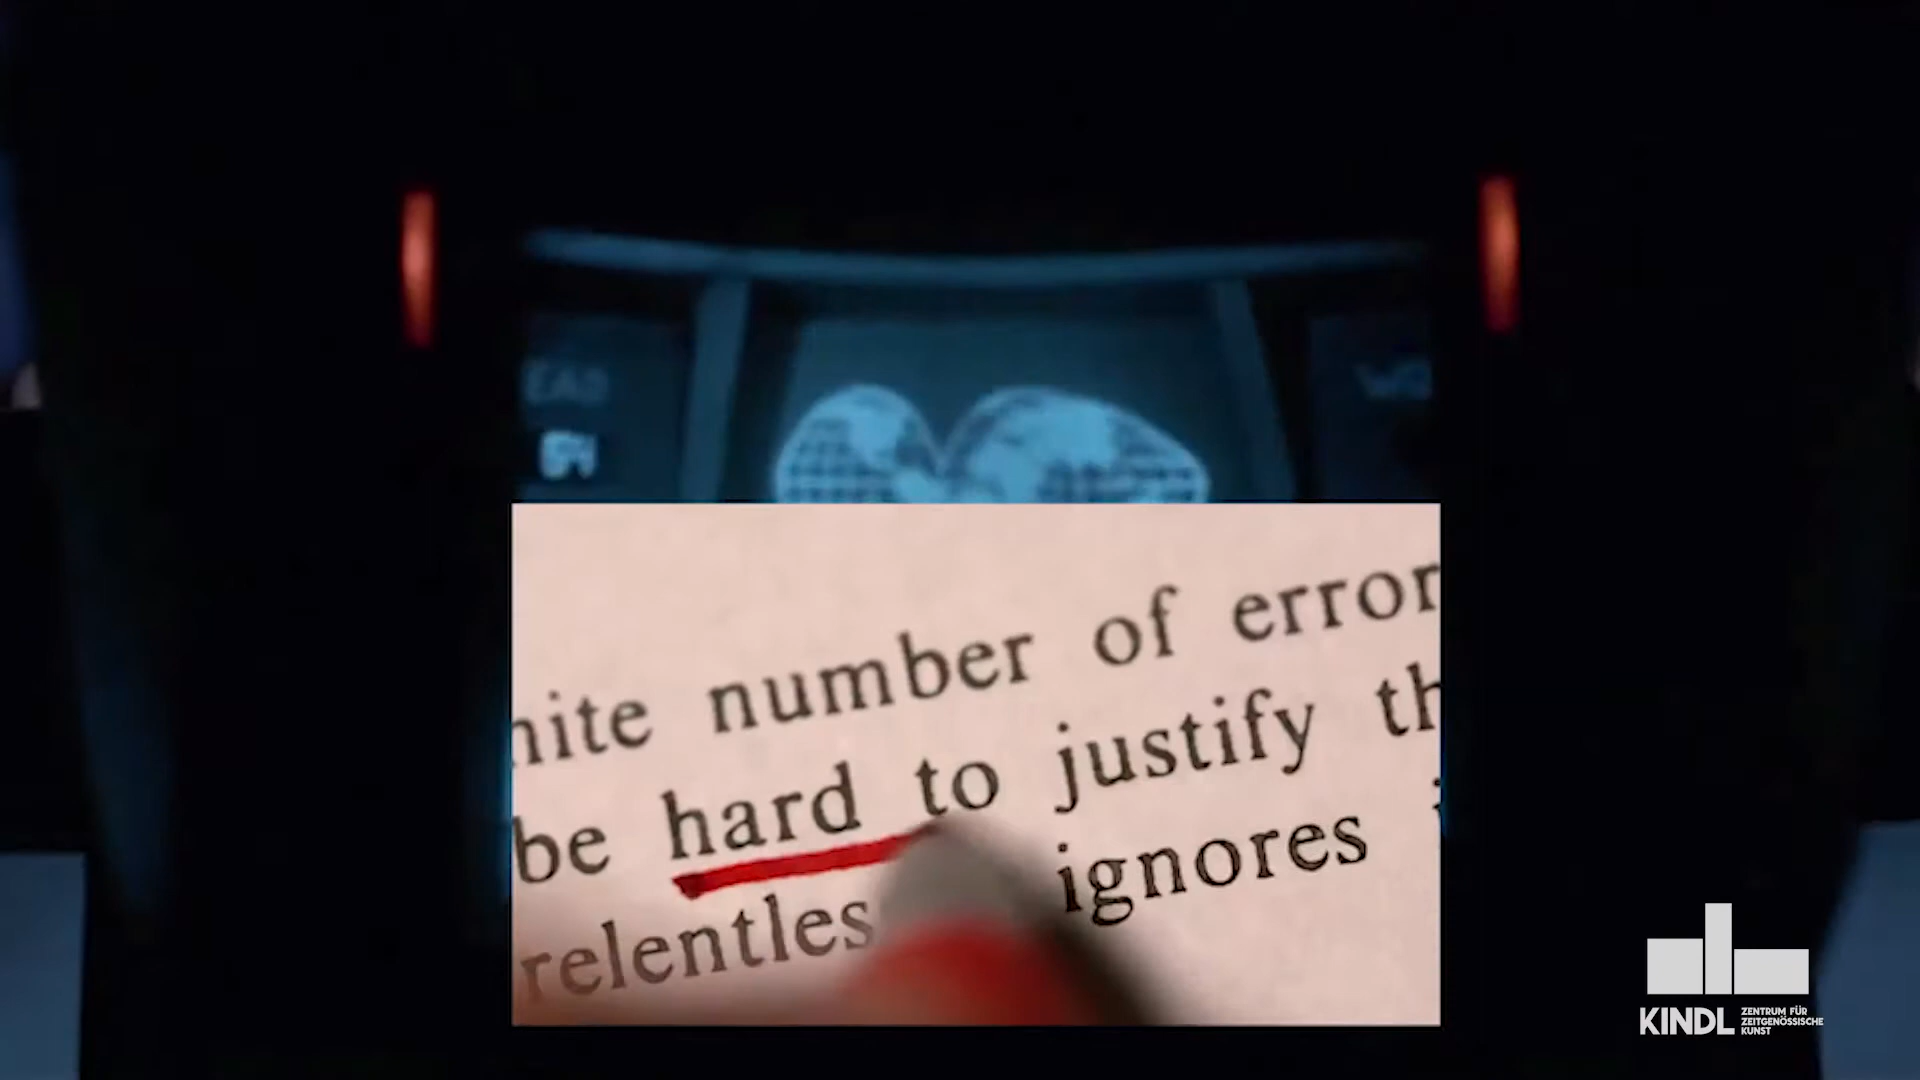 nite number of error
be hard to justify th
relentles ignores
KINDL
ZENTRUM FÜR
ZEITGENÖSSISCHE
KUNST